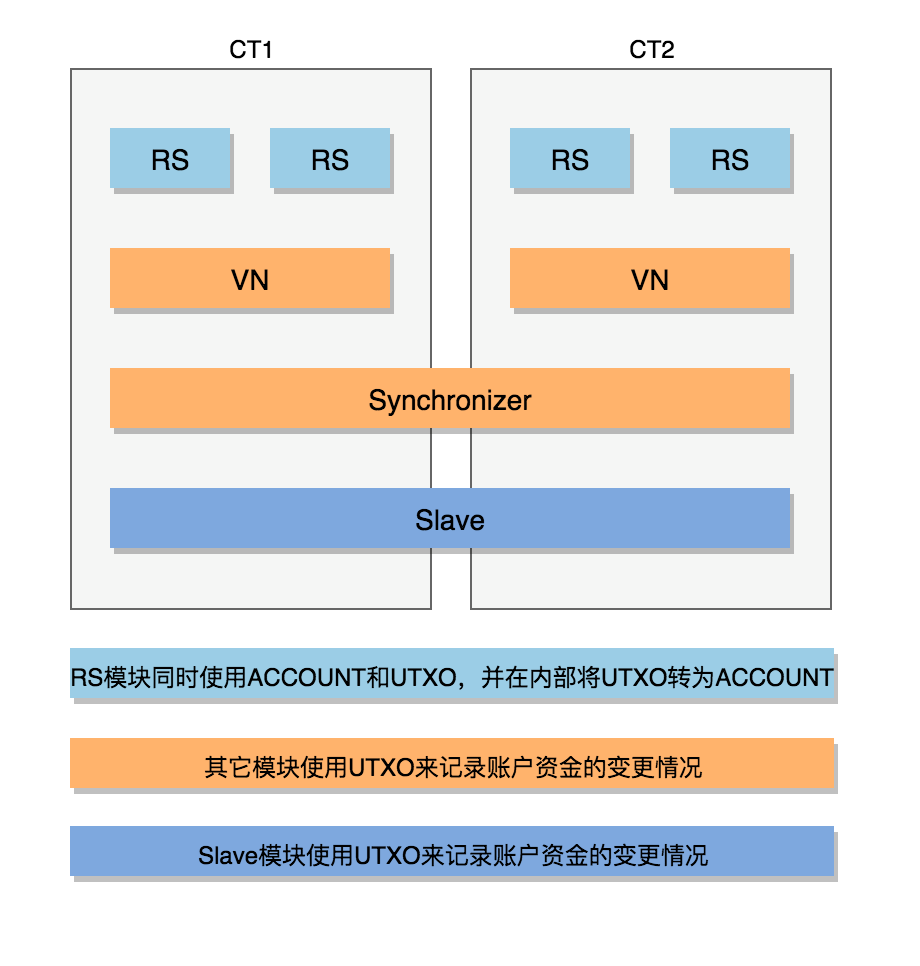 CT1
CT2
RS
RS
RS
RS
VN
VN
Synchronizer
Slave
RS模块同时使用ACCOUNT和UTXO，并在内部将UTXO转为ACCOUNT
其它模块使用UTXO来记录账户资金的变更情况
Slave模块使用UTXO来记录账户资金的变更情况